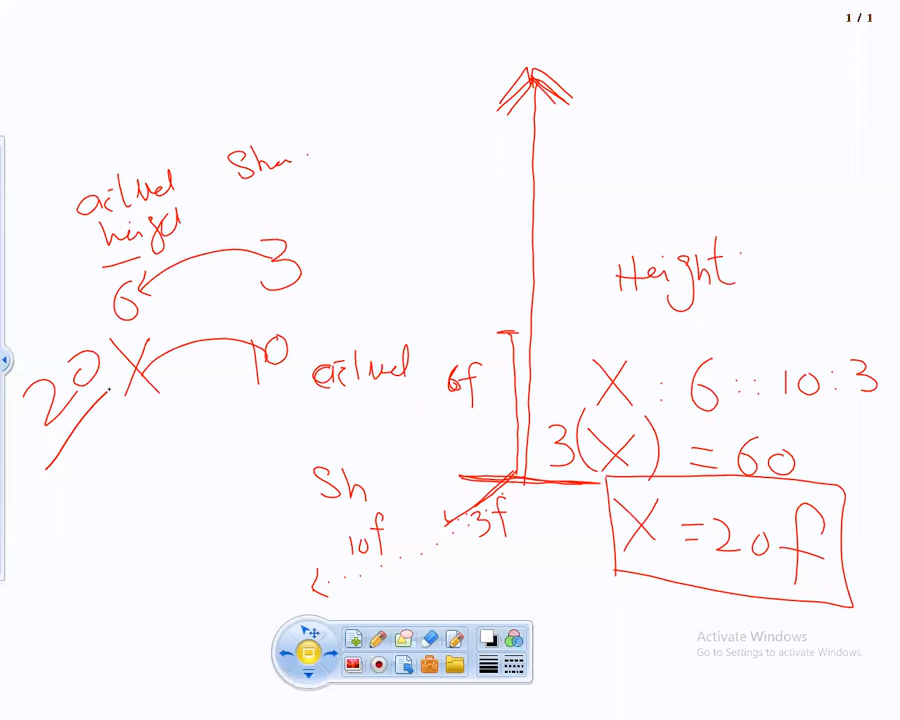 1 / 1
Sha
actual
height
6 3
X 10
20
Height
actual 6f
X : 6 :: 10 : 3
3(X) = 60
Sh
10f 3f
X = 20f
Activate Windows
Go to Settings to activate Windows.